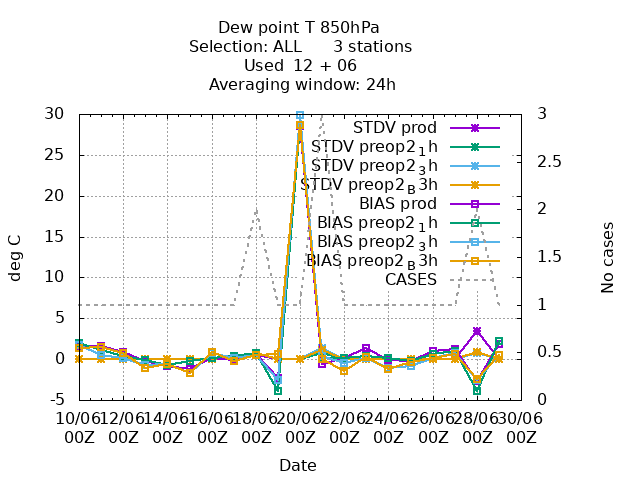 Dew point T 850hPa
Selection: ALL 3 stations
Used 12 + 06
Averaging window: 24h
30
25
20
15
10
5
0
-5
deg C
3
2.5
2
1.5
1
0.5
0
No cases
STDV prod
STDV preop2₁h
STDV preop2₃h
STDV preop2_B3h
BIAS prod
BIAS preop2₁h
BIAS preop2₃h
BIAS preop2_B3h
CASES
10/06 12/06 14/06 16/06 18/06 20/06 22/06 24/06 26/06 28/06 30/06
00Z 00Z 00Z 00Z 00Z 00Z 00Z 00Z 00Z 00Z 00Z
Date